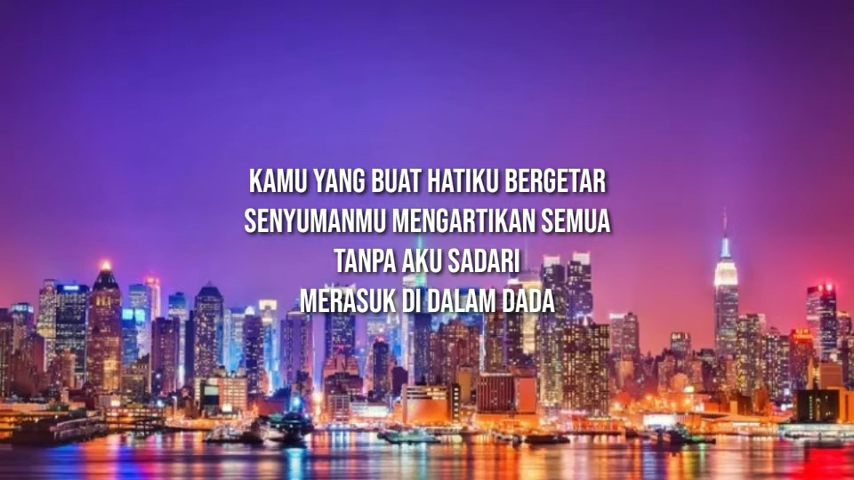 KAMU YANG BUAT HATIKU BERGETAR
SENYUMANMU MENGARTIKAN SEMUA
TANPA AKU SADARI
MERASUK DI DALAM DADA